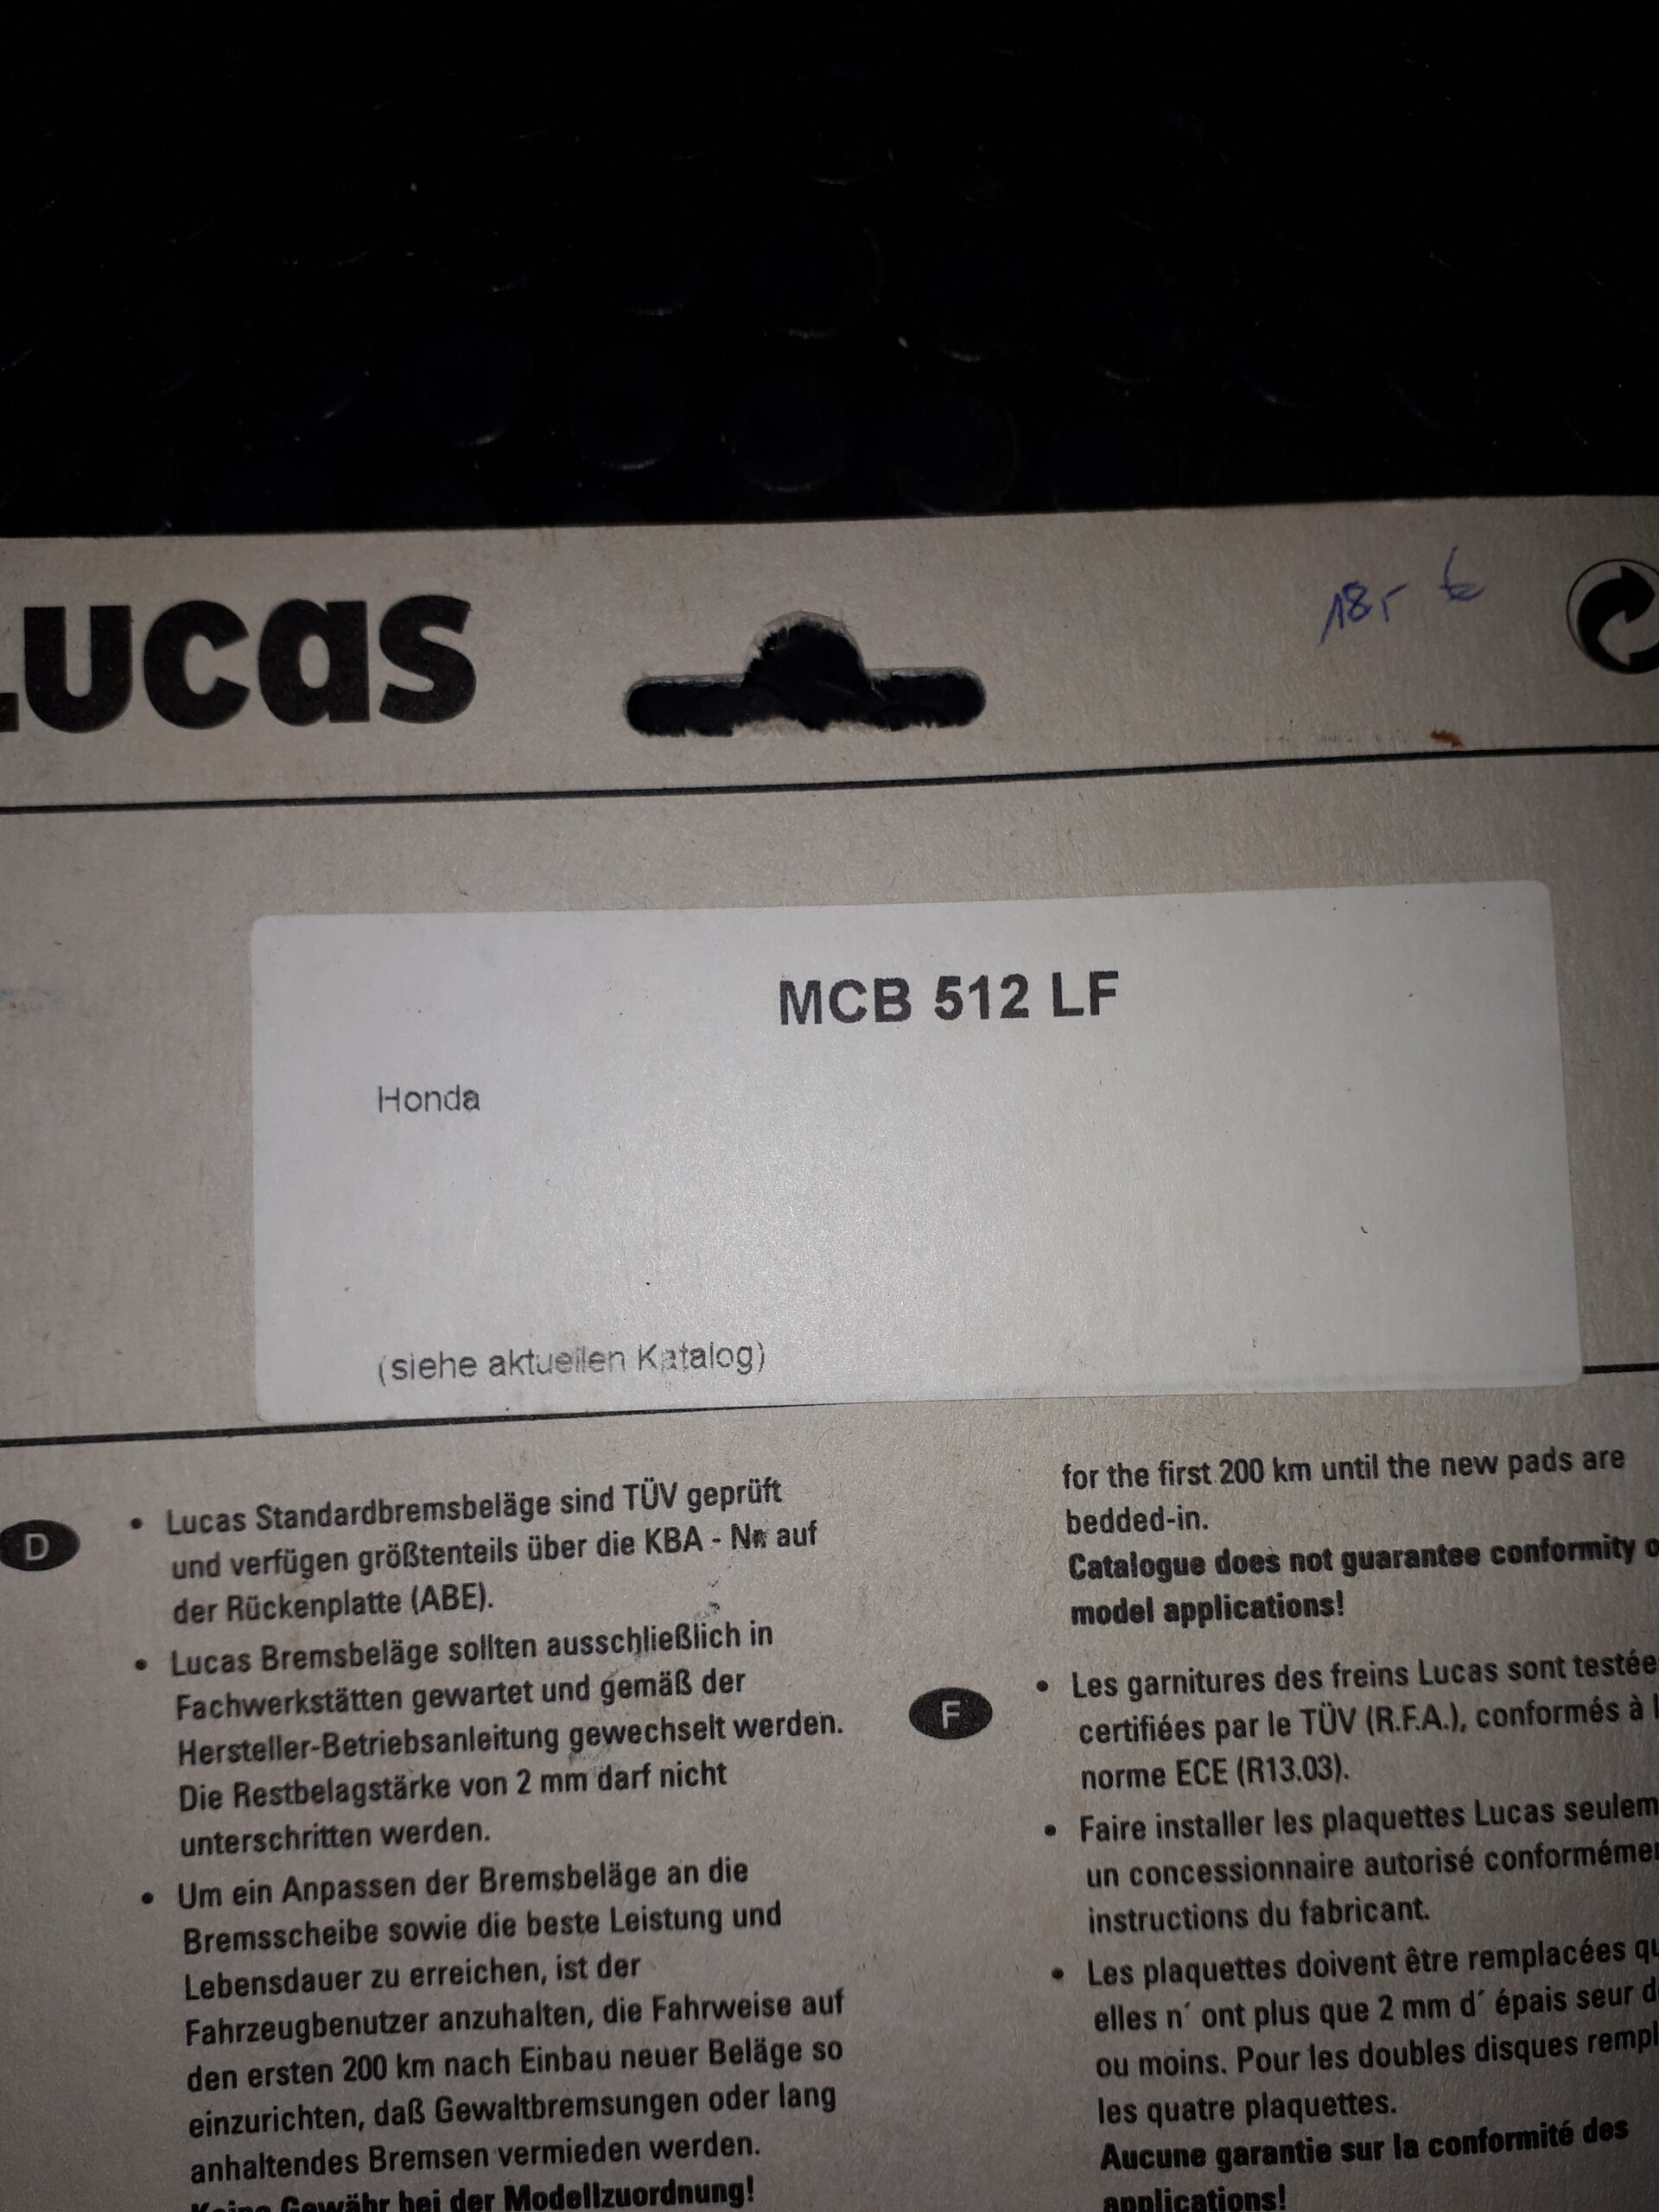 Lucas
18,- €
MCB 512 LF
Honda
(siehe aktuellen Katalog)
D
• Lucas Standardbremsbeläge sind TÜV geprüft
und verfügen größtenteils über die KBA - Nr. auf
der Rückenplatte (ABE).
• Lucas Bremsbeläge sollten ausschließlich in
Fachwerkstätten gewartet und gemäß der
Hersteller-Betriebsanleitung gewechselt werden.
Die Restbelagstärke von 2 mm darf nicht
unterschritten werden.
• Um ein Anpassen der Bremsbeläge an die
Bremsscheibe sowie die beste Leistung und
Lebensdauer zu erreichen, ist der
Fahrzeugbenutzer anzuhalten, die Fahrweise auf
den ersten 200 km nach Einbau neuer Beläge so
einzurichten, daß Gewaltbremsungen oder lang
anhaltendes Bremsen vermieden werden.
Keine Gewähr bei der Modellzuordnung!
for the first 200 km until the new pads are
bedded-in.
Catalogue does not guarantee conformity o
model applications!
F
• Les garnitures des freins Lucas sont testée
certifiées par le TÜV (R.F.A.), conformés à l
norme ECE (R13.03).
• Faire installer les plaquettes Lucas seulem
un concessionnaire autorisé conforméme
instructions du fabricant.
• Les plaquettes doivent être remplacées qu
elles n´ ont plus que 2 mm d´ épais seur d
ou moins. Pour les doubles disques rempl
les quatre plaquettes.
Aucune garantie sur la conformité des
applications!